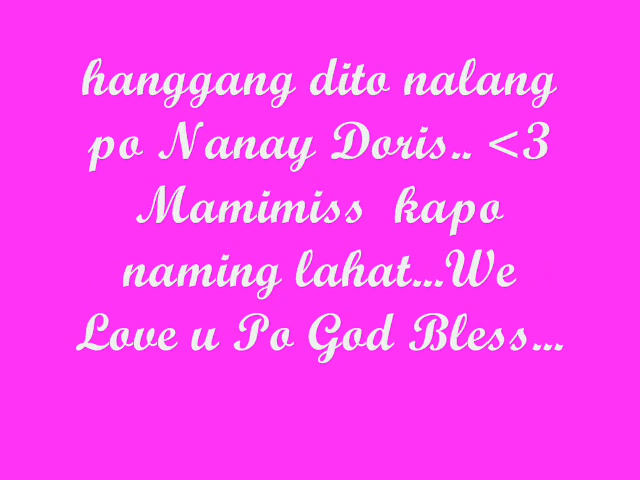 hanggang dito nalang
po Nanay Doris.. <3
Mamimiss kapo
naming lahat...We
Love u Po God Bless...